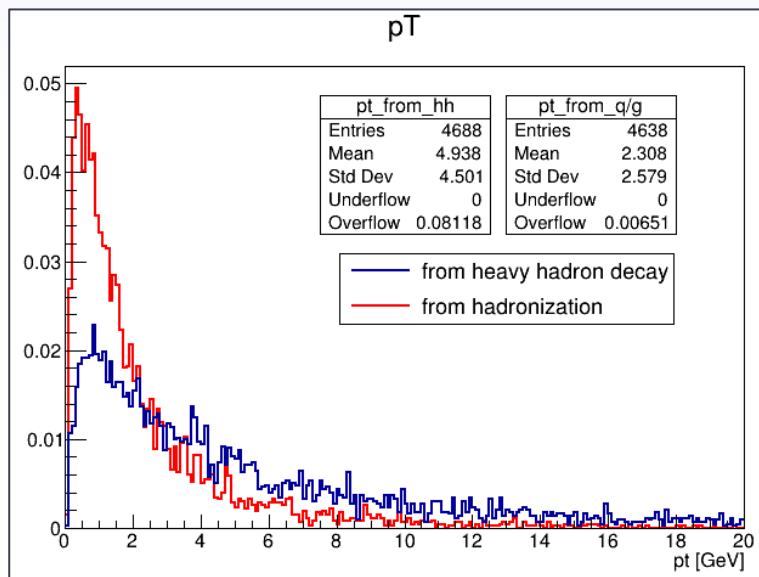 pT
0.05
0.04
0.03
0.02
0.01
0
pt_from_hh
Entries 4688
Mean 4.938
Std Dev 4.501
Underflow 0
Overflow 0.08118
pt_from_q/g
Entries 4638
Mean 2.308
Std Dev 2.579
Underflow 0
Overflow 0.00651
from heavy hadron decay
from hadronization
0 2 4 6 8 10 12 14 16 18 20
pt [GeV]